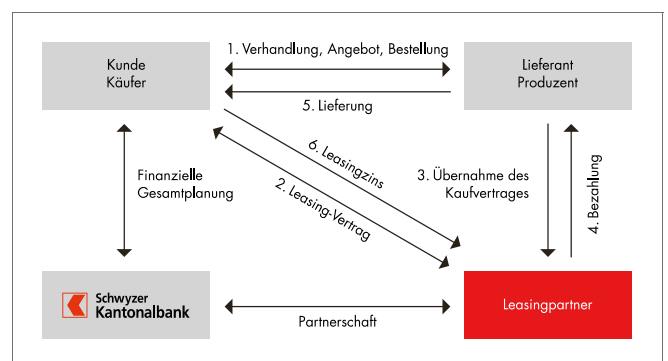 Kunde
Käufer
1. Verhandlung, Angebot, Bestellung
5. Lieferung
Lieferant
Produzent
Finanzielle
Gesamtplanung
6. Leasingzins
2. Leasing-Vertrag
3. Übernahme des
Kaufvertrages
4. Bezahlung
Schwyzer
Kantonalbank
Partnerschaft
Leasingpartner